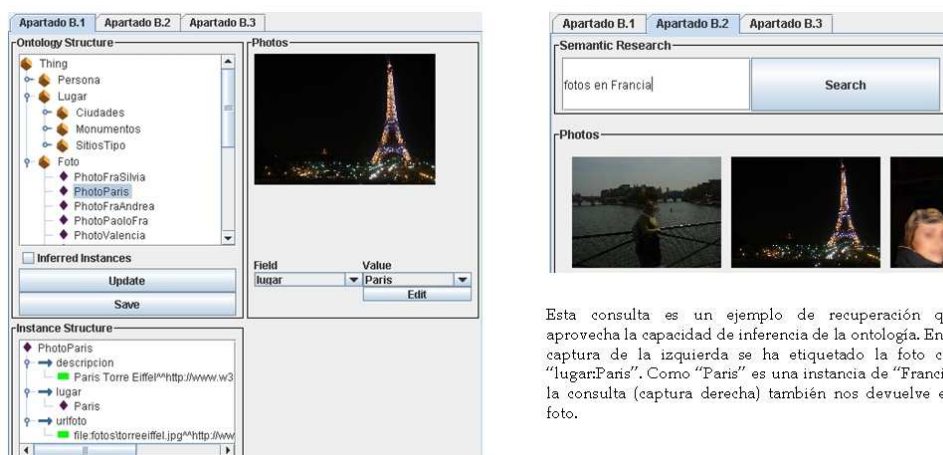 Apartado B.1 Apartado B.2 Apartado B.3
Ontology Structure
Thing
Persona
Lugar
Ciudades
Monumentos
SitiosTipo
Foto
PhotoFraSilvia
PhotoParis
PhotoFraAndrea
PhotoPaoloFra
PhotoValencia
Inferred Instances
Update
Save
Photos
Field Value
lugar Paris
Edit
Instance Structure
PhotoParis
descripcion
Paris Torre Eiffel^^http://www.w3
lugar
Paris
urlfoto
file:fotos\torreeiffel.jpg^^http://ww
Apartado B.1 Apartado B.2 Apartado B.3
Semantic Research
fotos en Francia Search
Photos
Esta consulta es un ejemplo de recuperación q
aprovecha la capacidad de inferencia de la ontología. En
captura de la izquierda se ha etiquetado la foto c
"lugar:Paris". Como "Paris" es una instancia de "Franci
la consulta (captura derecha) también nos devuelve e
foto.